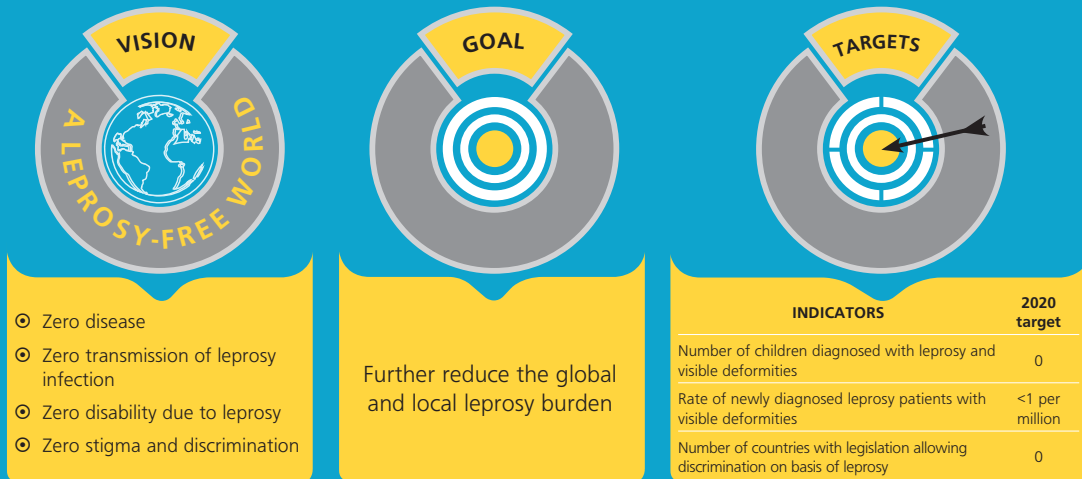 VISION
A LEPROSY-FREE WORLD
Zero disease
Zero transmission of leprosy
infection
Zero disability due to leprosy
Zero stigma and discrimination
GOAL
Further reduce the global
and local leprosy burden
TARGETS
INDICATORS
2020
target
Number of children diagnosed with leprosy and
visible deformities
0
Rate of newly diagnosed leprosy patients with
visible deformities
<1 per
million
Number of countries with legislation allowing
discrimination on basis of leprosy
0